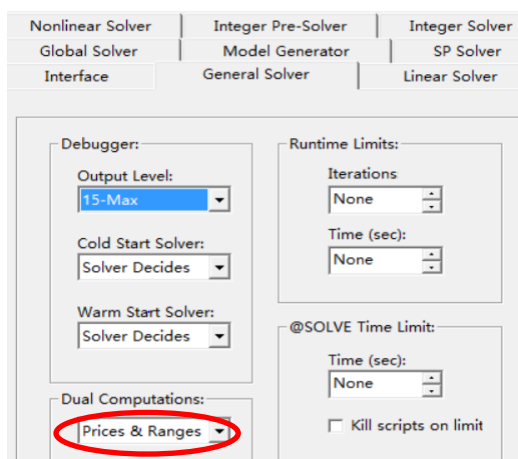 Nonlinear Solver Integer Pre-Solver Integer Solver
Global Solver Model Generator SP Solver
Interface General Solver Linear Solver
Debugger:
Output Level:
15-Max
Cold Start Solver:
Solver Decides
Warm Start Solver:
Solver Decides
Dual Computations:
Prices & Ranges
Runtime Limits:
Iterations
None
Time (sec):
None
@SOLVE Time Limit:
Time (sec):
None
Kill scripts on limit